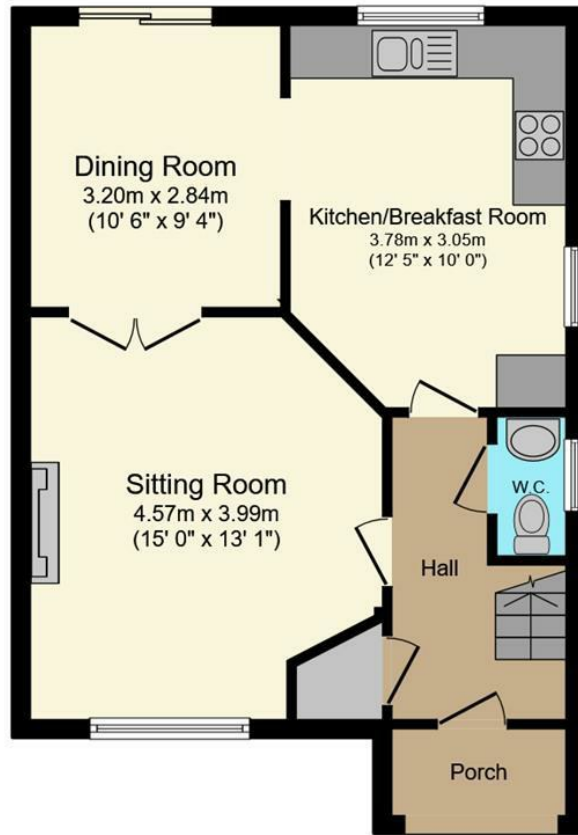 Dining Room
3.20m x 2.84m
(10' 6" x 9' 4")
Kitchen/Breakfast Room
3.78m x 3.05m
(12' 5" x 10' 0")
Sitting Room
4.57m x 3.99m
(15' 0" x 13' 1")
W.C.
Hall
Porch